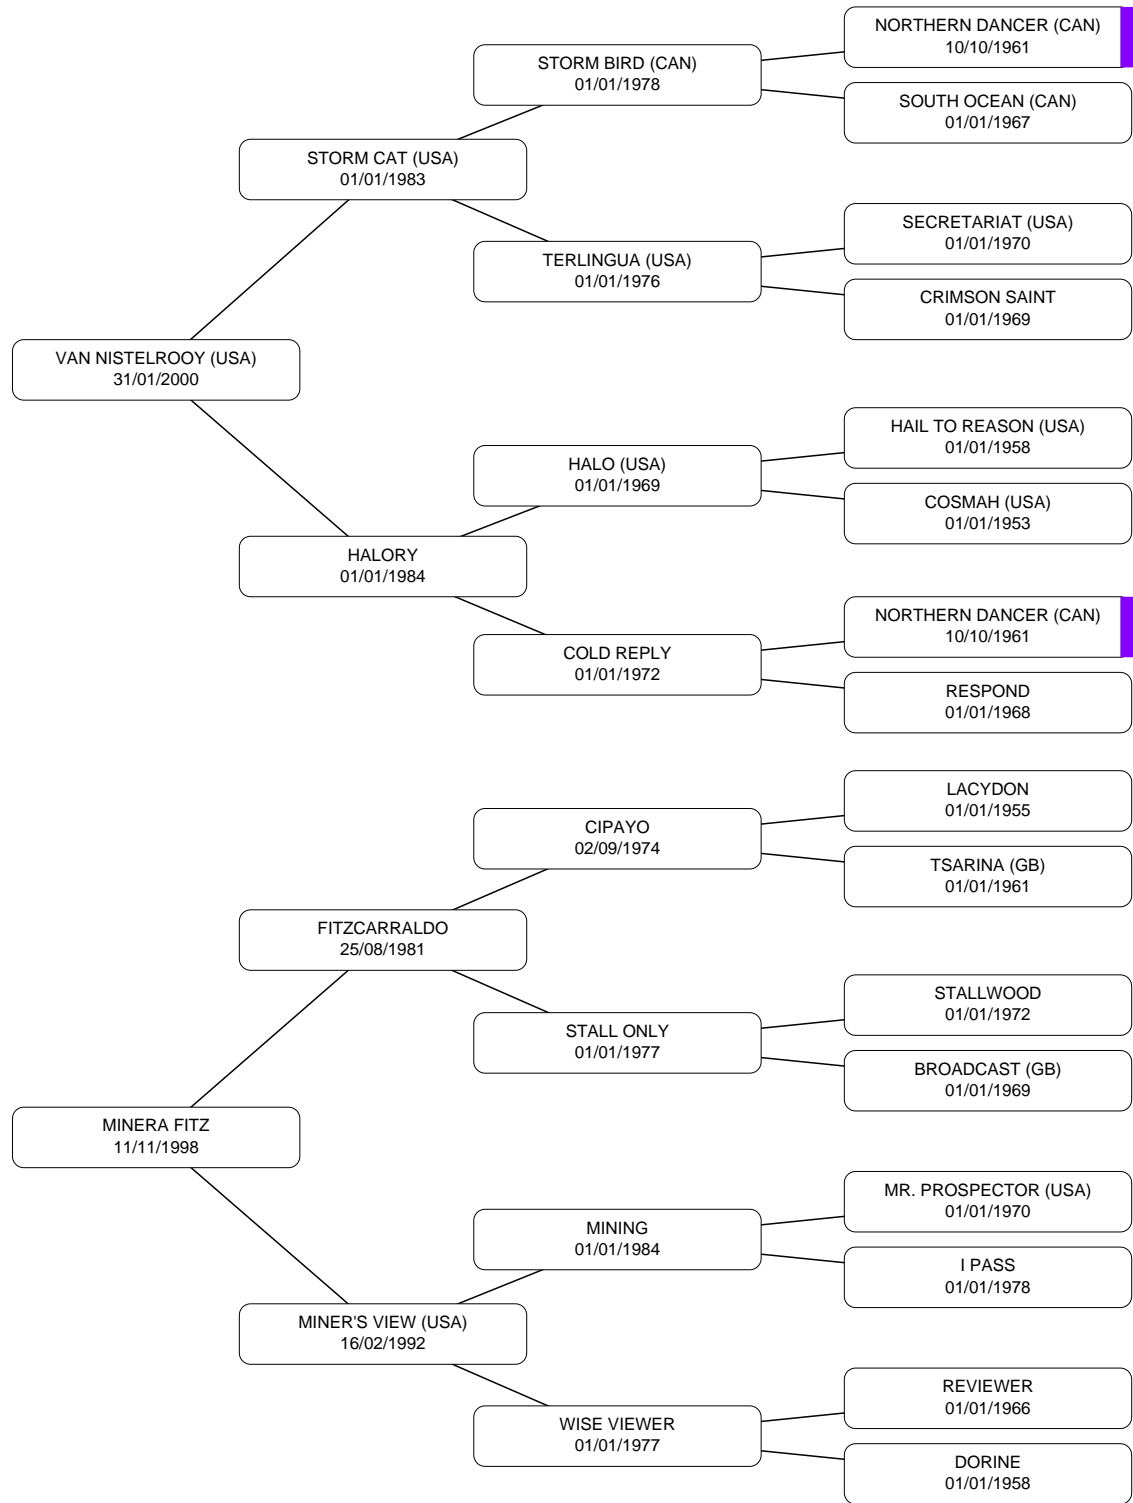 NORTHERN DANCER (CAN)
10/10/1961
STORM BIRD (CAN)
01/01/1978
SOUTH OCEAN (CAN)
01/01/1967
STORM CAT (USA)
01/01/1983
SECRETARIAT (USA)
01/01/1970
TERLINGUA (USA)
01/01/1976
CRIMSON SAINT
01/01/1969
VAN NISTELROOY (USA)
31/01/2000
HAIL TO REASON (USA)
01/01/1958
HALO (USA)
01/01/1969
COSMAH (USA)
01/01/1953
HALORY
01/01/1984
NORTHERN DANCER (CAN)
10/10/1961
COLD REPLY
01/01/1972
RESPOND
01/01/1968
LACYDON
01/01/1955
CIPAYO
02/09/1974
TSARINA (GB)
01/01/1961
FITZCARRALDO
25/08/1981
STALLWOOD
01/01/1972
STALL ONLY
01/01/1977
BROADCAST (GB)
01/01/1969
MINERA FITZ
11/11/1998
MR. PROSPECTOR (USA)
01/01/1970
MINING
01/01/1984
I PASS
01/01/1978
MINER'S VIEW (USA)
16/02/1992
REVIEWER
01/01/1966
WISE VIEWER
01/01/1977
DORINE
01/01/1958